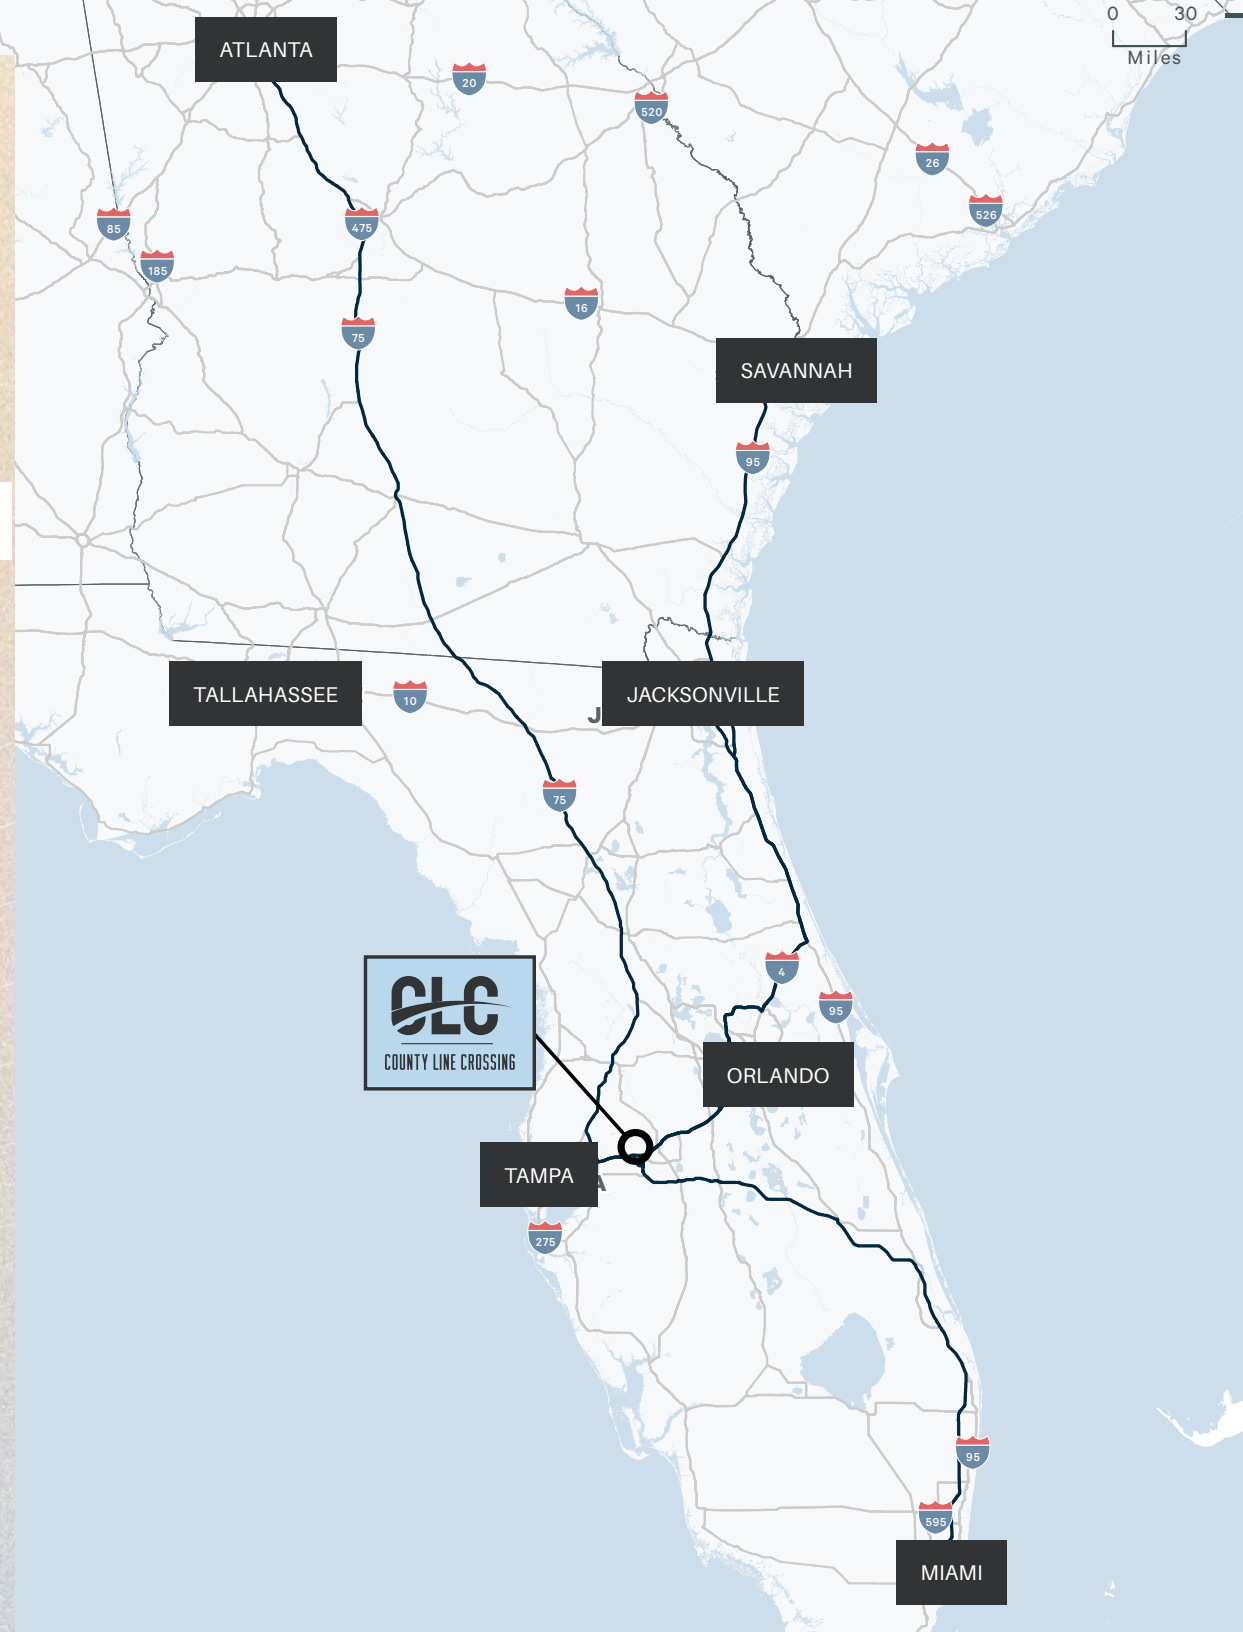 0 30
Miles
ATLANTA
20
520
26
526
85
475
185
16
75
SAVANNAH
95
TALLAHASSEE
10
JACKSONVILLE
J
75
4
95
CLC
COUNTY LINE CROSSING
ORLANDO
TAMPA
A
275
95
595
MIAMI